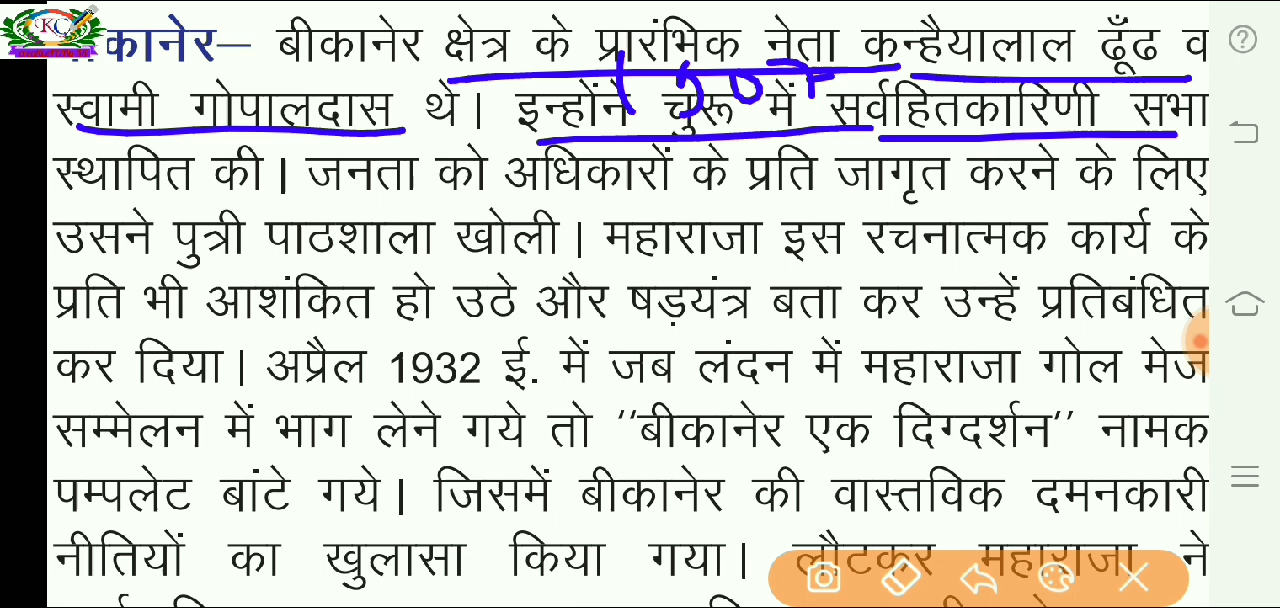 KC
बीकानेर– बीकानेर क्षेत्र के प्रारंभिक नेता कन्हैयालाल ढूँढ व
स्वामी गोपालदास थे। इन्होंने चुरू में सर्वहितकारिणी सभा
स्थापित की। जनता को अधिकारों के प्रति जागृत करने के लिए
उसने पुत्री पाठशाला खोली। महाराजा इस रचनात्मक कार्य के
प्रति भी आशंकित हो उठे और षड़यंत्र बता कर उन्हें प्रतिबंधित
कर दिया। अप्रैल 1932 ई. में जब लंदन में महाराजा गोल मेज
सम्मेलन में भाग लेने गये तो ''बीकानेर एक दिग्दर्शन'' नामक
पम्पलेट बांटे गये। जिसमें बीकानेर की वास्तविक दमनकारी
नीतियों का खुलासा किया गया। लौटकर महाराजा ने